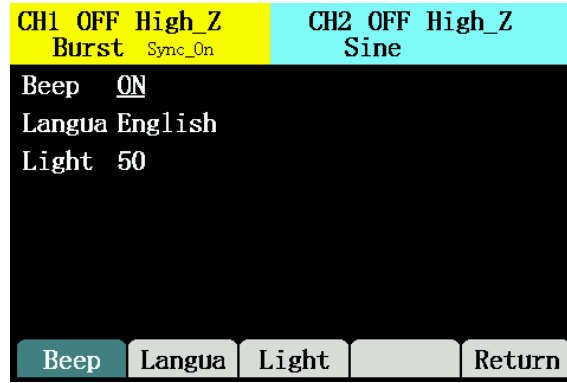 CH1 OFF High_Z CH2 OFF High_Z
Burst Sync_On Sine
Beep ON
Langua English
Light 50
Beep Langua Light Return